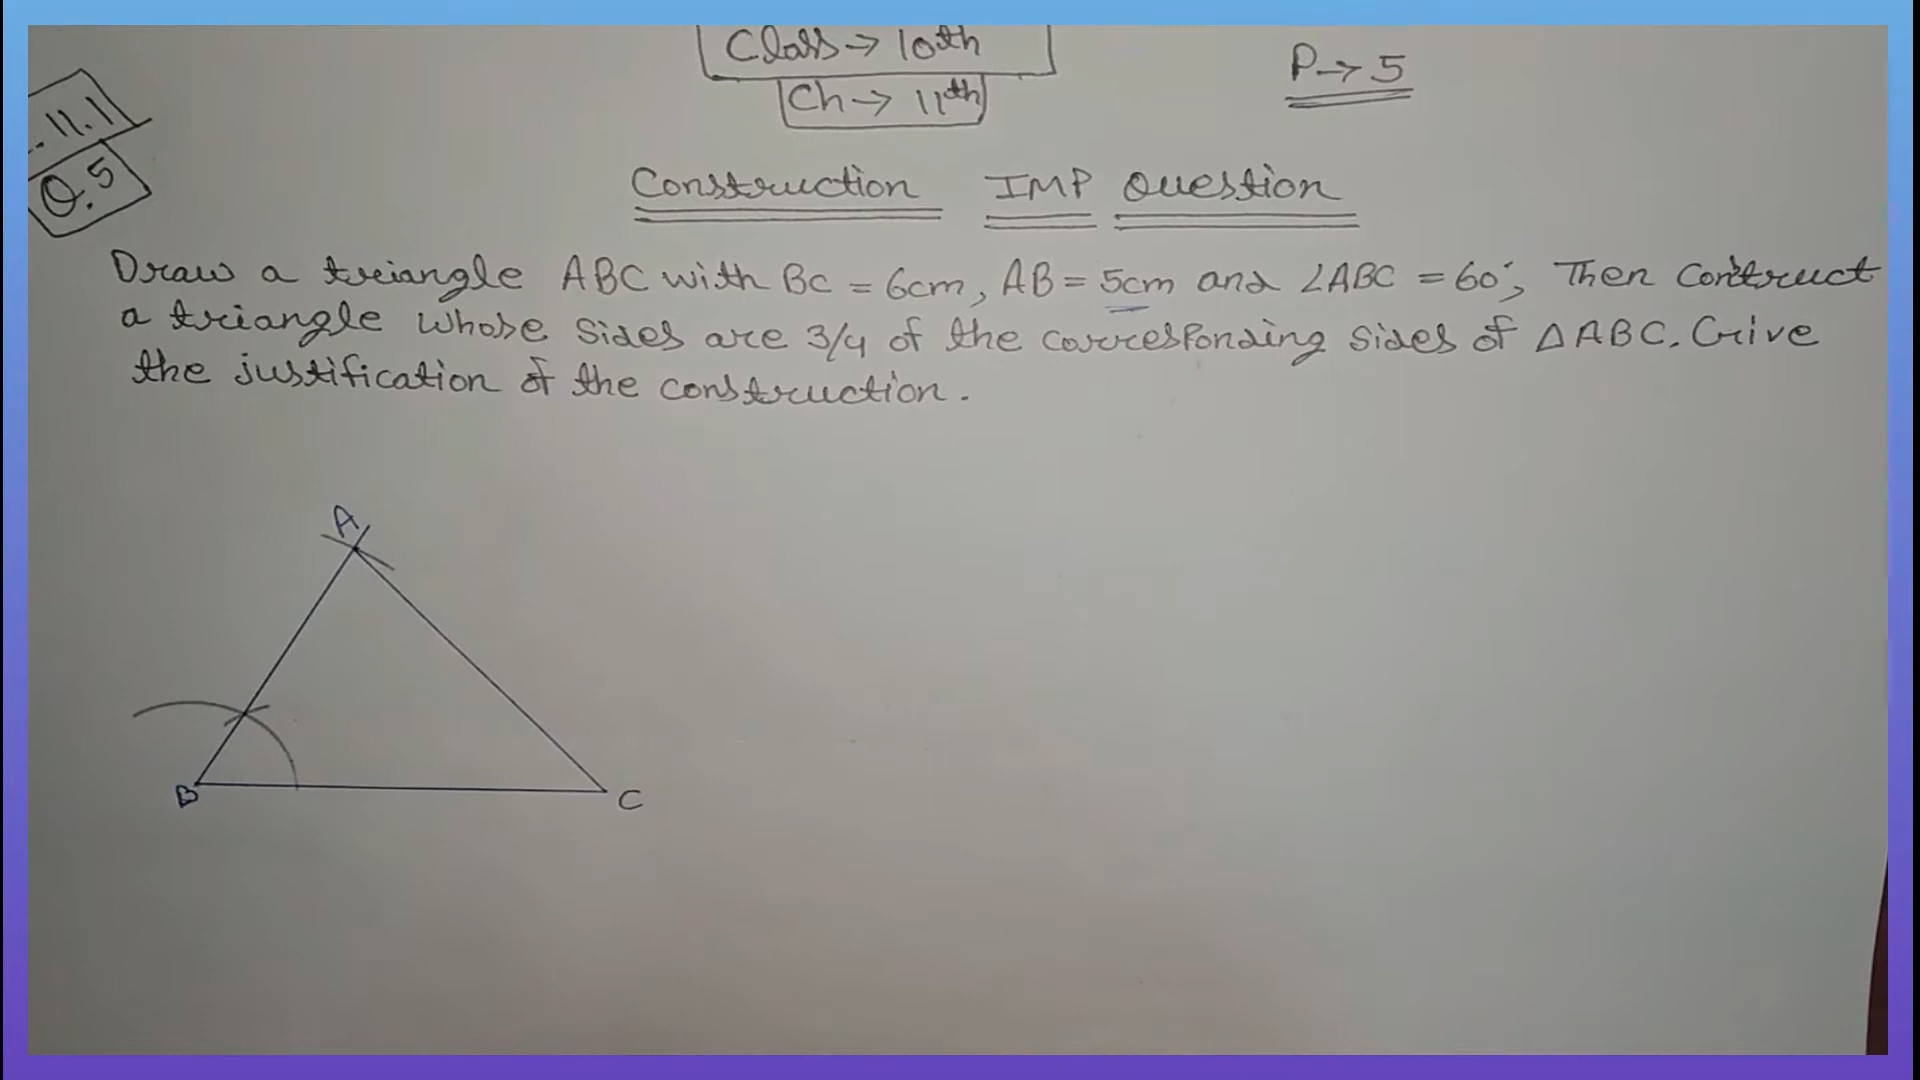 Class → 10th
P → 5
Ch → 11th
. 11.1
Q. 5
Construction IMP Question
Draw a triangle ABC with BC = 6cm, AB = 5cm and ∠ABC = 60°, Then Construct
a triangle whose sides are 3/4 of the corresponding sides of △ABC. Give
the justification of the construction.
A
B
C